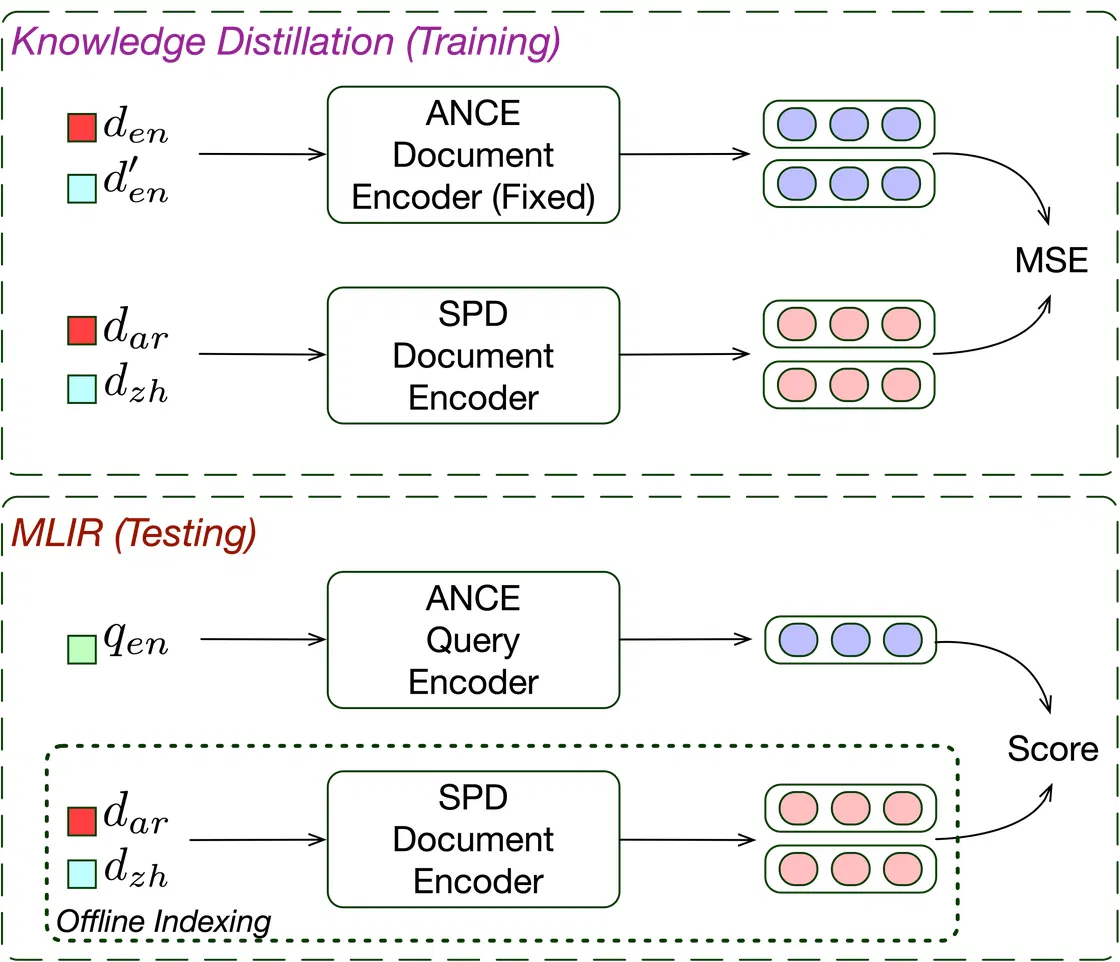 Knowledge Distillation (Training)
d_en
d'_en
ANCE
Document
Encoder (Fixed)
MSE
d_ar
d_zh
SPD
Document
Encoder
MLIR (Testing)
q_en
ANCE
Query
Encoder
Score
d_ar
d_zh
SPD
Document
Encoder
Offline Indexing